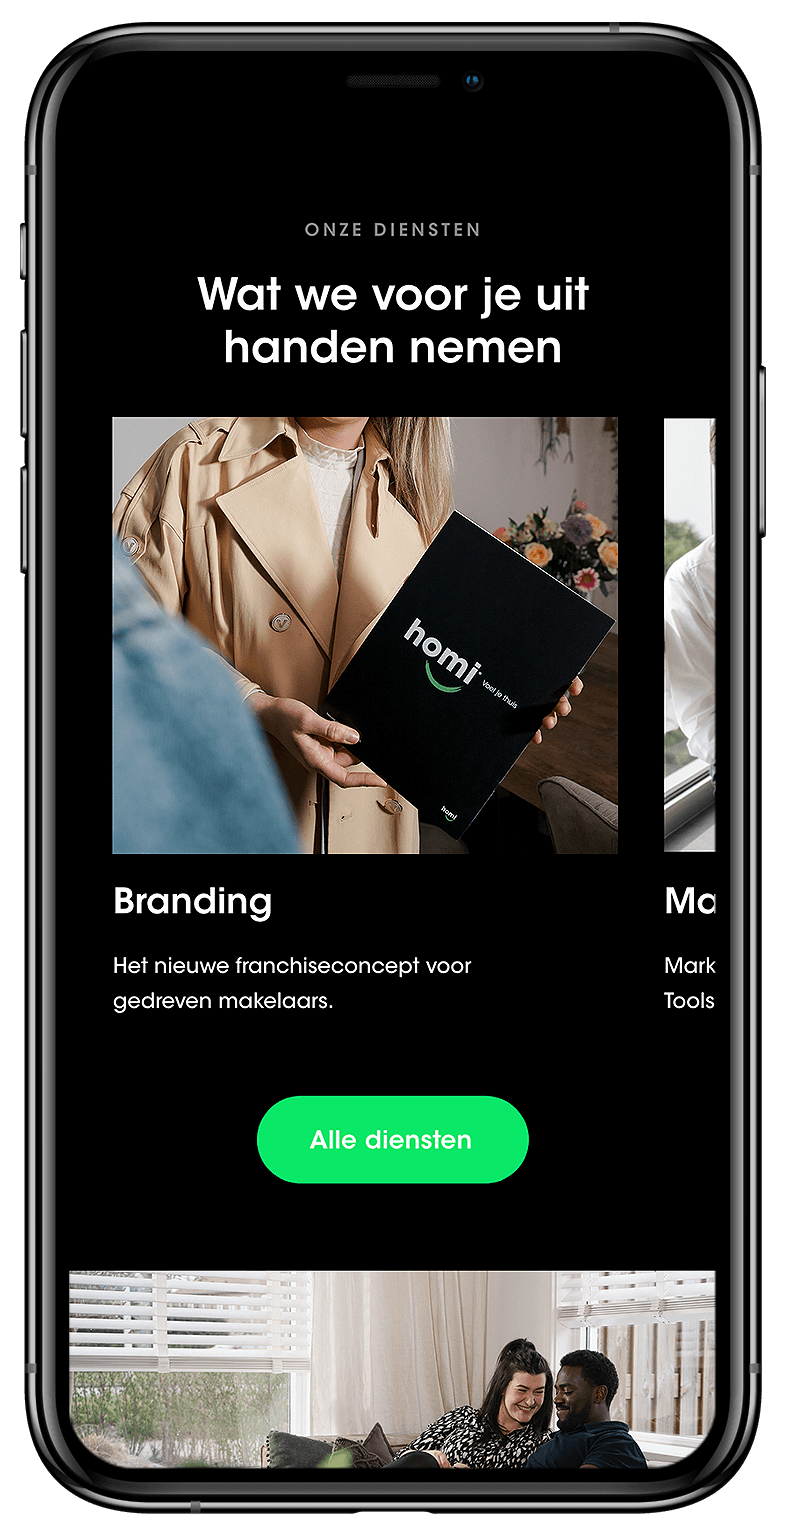 ONZE DIENSTEN
Wat we voor je uit
handen nemen
homi
Voel je thuis
homi
Branding
Het nieuwe franchiseconcept voor
gedreven makelaars.
Ma
Mark
Tools
Alle diensten